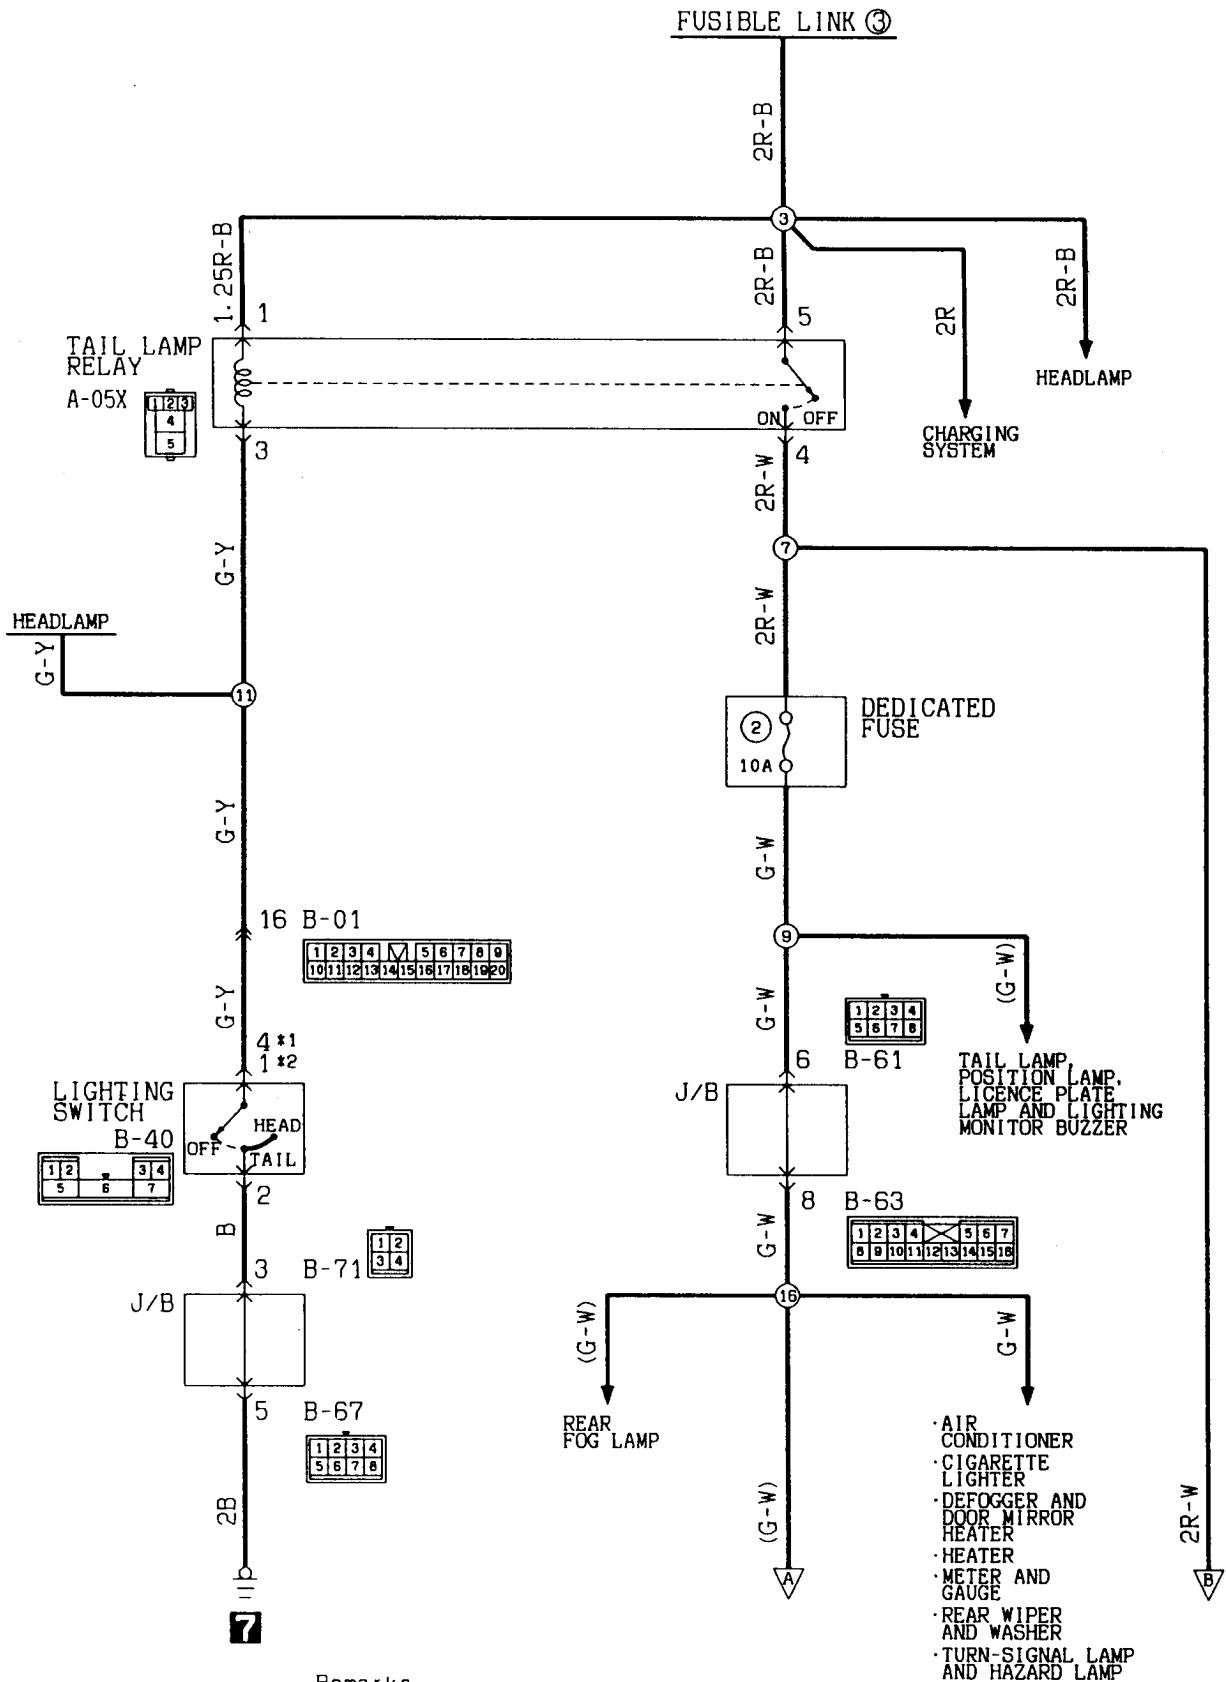 FUSIBLE LINK ③
2R-B
3
1.25R-B
2R-B
2R
2R-B
1
5
TAIL LAMP
RELAY
A-05X
1 2 3
4
5
ON OFF
HEADLAMP
CHARGING
SYSTEM
3
4
2R-W
G-Y
7
2R-W
HEADLAMP
G-Y
11
DEDICATED
FUSE
2
10A
G-Y
G-W
16 B-01
1 2 3 4 5 6 7 8 9
10 11 12 13 14 15 16 17 18 19 20
9
(G-W)
G-Y
G-W
1 2 3 4
5 6 7 8
4 *1
1 *2
6 B-61
TAIL LAMP,
POSITION LAMP,
LICENCE PLATE
LAMP AND LIGHTING
MONITOR BUZZER
LIGHTING
SWITCH
B-40
OFF
HEAD
TAIL
J/B
1 2 3 4
5 6 7
2
8 B-63
B
G-W
1 2 3 4 5 6 7
8 9 10 11 12 13 14 15 16
1 2
3 4
3 B-71
J/B
16
(G-W)
G-W
5 B-67
1 2 3 4
5 6 7 8
REAR
FOG LAMP
·AIR
CONDITIONER
·CIGARETTE
LIGHTER
·DEFOGGER AND
DOOR MIRROR
HEATER
·HEATER
·METER AND
GAUGE
·REAR WIPER
AND WASHER
·TURN-SIGNAL LAMP
AND HAZARD LAMP
2B
(G-W)
2R-W
A
B
7
Remarks